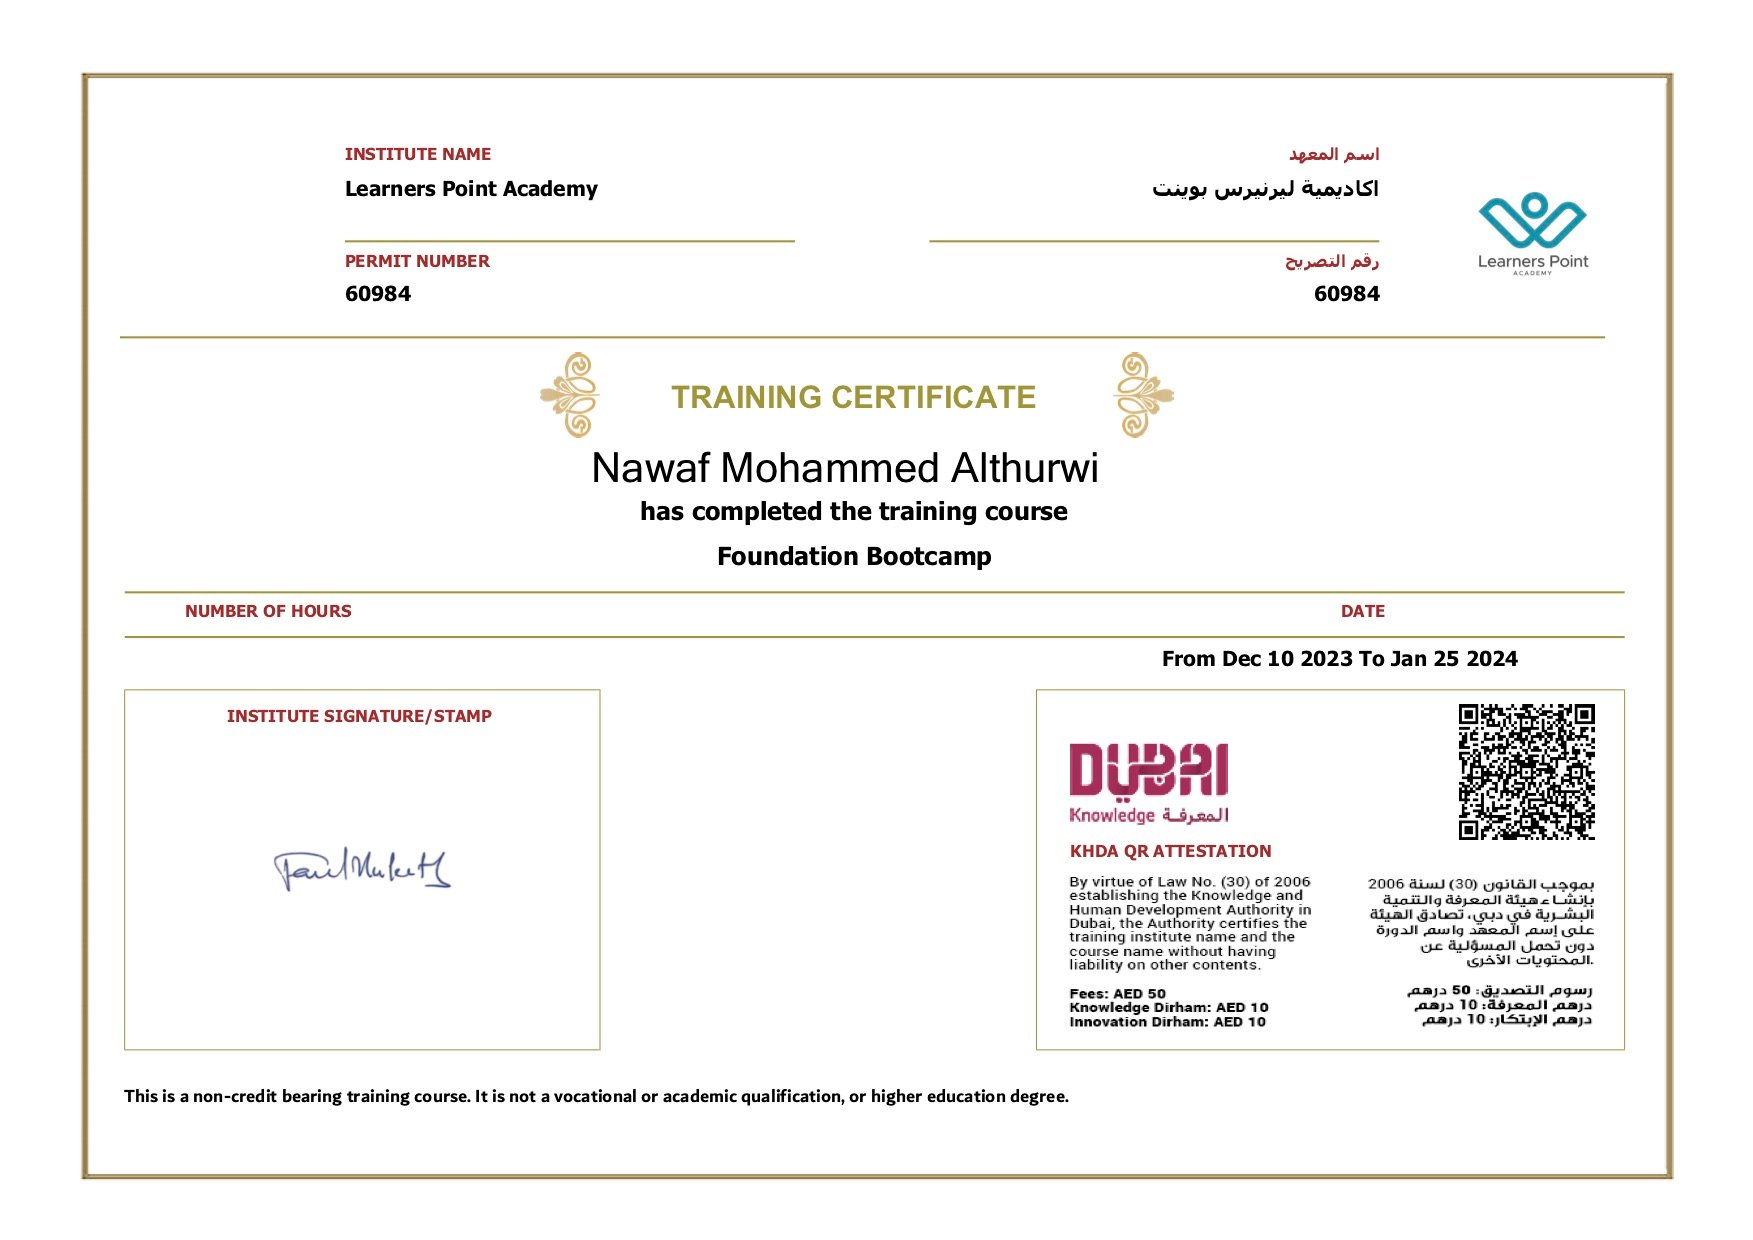 INSTITUTE NAME
اسم المعهد
Learners Point Academy
اكاديمية ليرنيرس بوينت
PERMIT NUMBER
رقم التصريح
60984
60984
Learners Point
ACADEMY
TRAINING CERTIFICATE
Nawaf Mohammed Althurwi
has completed the training course
Foundation Bootcamp
NUMBER OF HOURS
DATE
From Dec 10 2023 To Jan 25 2024
INSTITUTE SIGNATURE/STAMP
DUBAI
Knowledge المعرفة
KHDA QR ATTESTATION
By virtue of Law No. (30) of 2006
establishing the Knowledge and
Human Development Authority in
Dubai, the Authority certifies the
training institute name and the
course name without having
liability on other contents.
Fees: AED 50
Knowledge Dirham: AED 10
Innovation Dirham: AED 10
بموجب القانون (30) لسنة 2006
بإنشاء هيئة المعرفة والتنمية
البشرية في دبي، تصادق الهيئة
على إسم المعهد واسم الدورة
دون تحمل المسؤلية عن
المحتويات الأخرى.
رسوم التصديق: 50 درهم
درهم المعرفة: 10 درهم
درهم الإبتكار: 10 درهم
This is a non-credit bearing training course. It is not a vocational or academic qualification, or higher education degree.